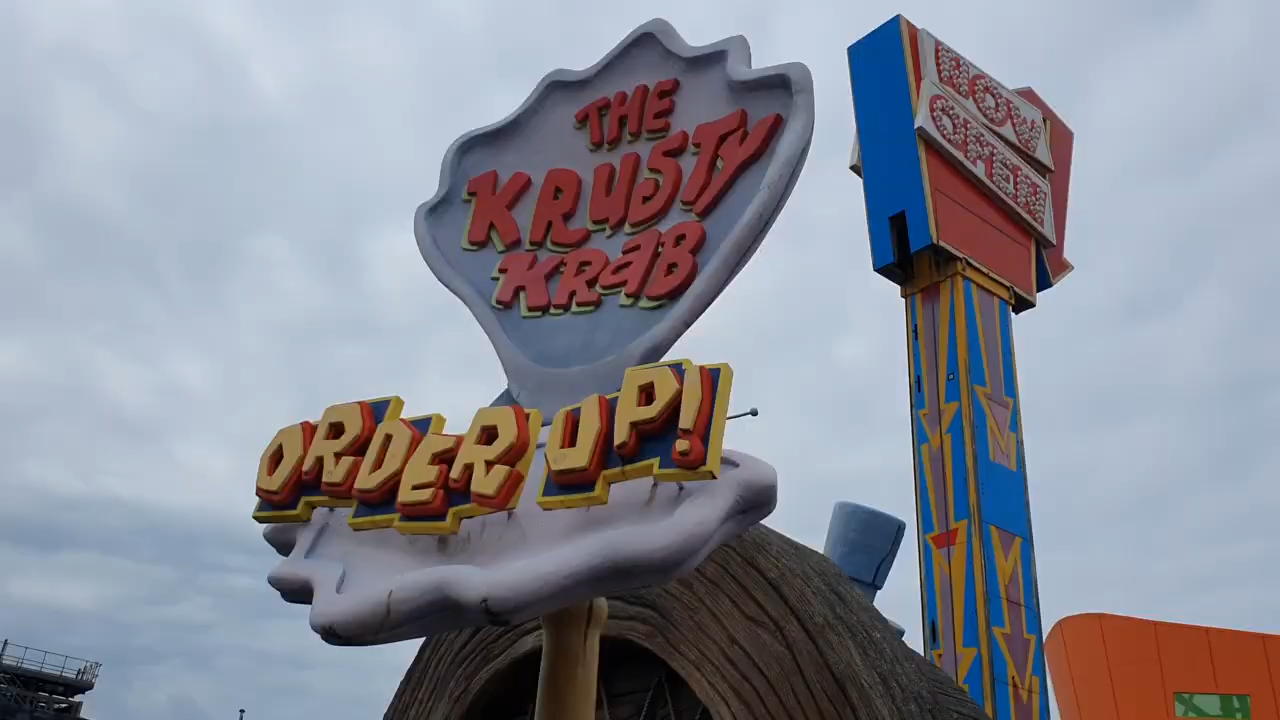 THE
KRUSTY
KRaB
ORDER UP!
NOW
OPEN